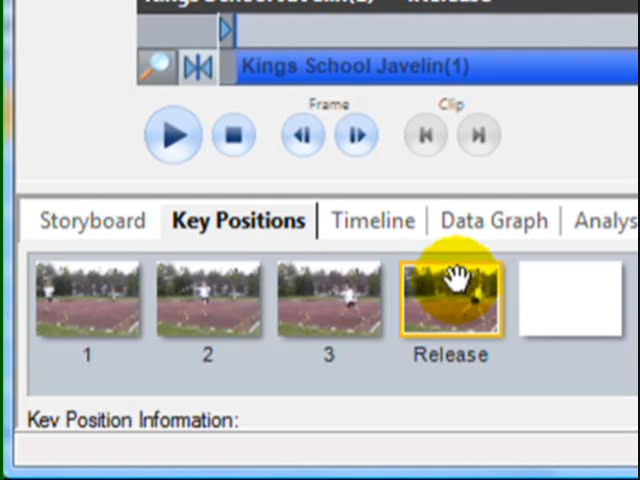 Kings School Javelin(1)
Frame
Clip
Storyboard
Key Positions
Timeline
Data Graph
Analys
1
2
3
Release
Key Position Information: